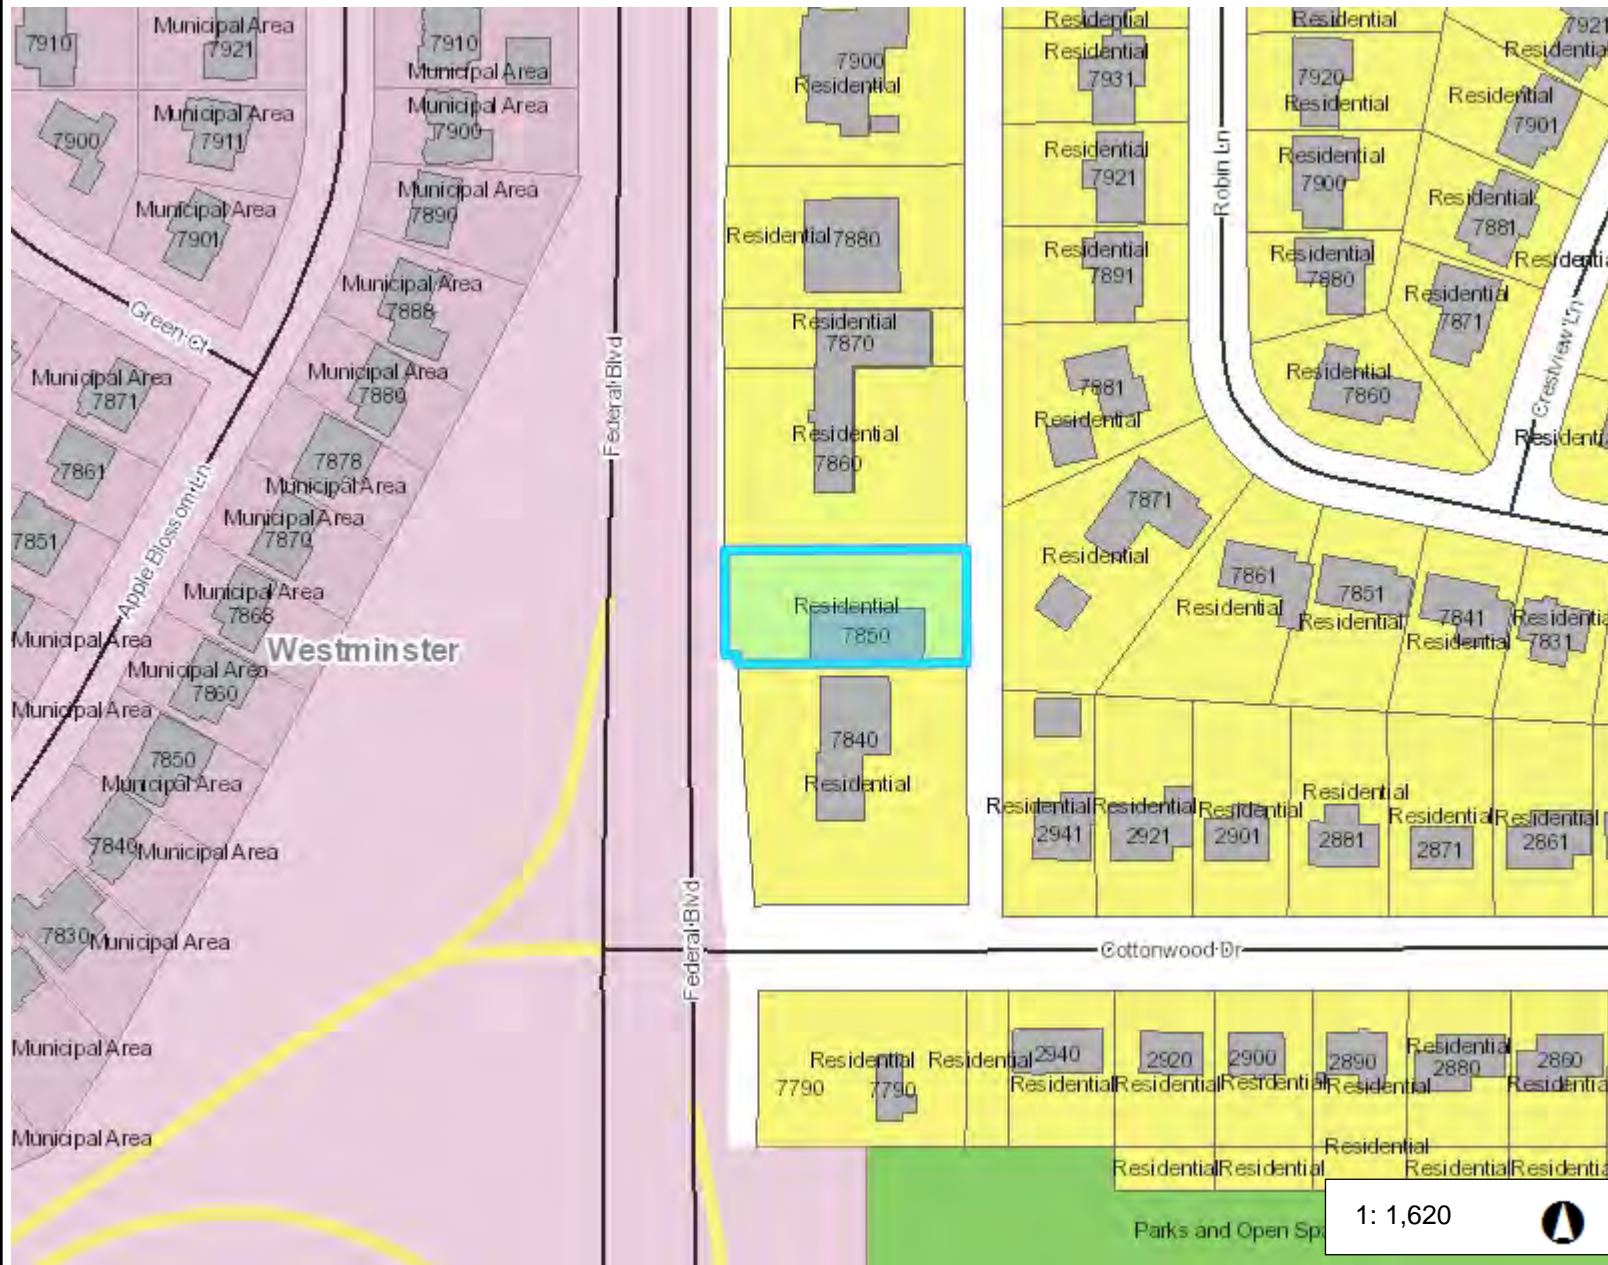 Municipal Area
7921
7910
7910
Municipal Area
7900
Residential
Residential
7931
Residential
Residential
7920
Residential
7921
Municipal Area
7911
7900
Municipal Area
7900
Residential
7901
Residential
7921
Residential
7900
Robin Ln
Municipal Area
7901
Municipal Area
7890
Residential
7880
Residential
7881
Residential
7891
Residential
7880
Municipal Area
7888
Residential
7871
Green Ct
Residential
7870
Federal Blvd
Municipal Area
7871
Municipal Area
7880
7881
Residential
Residential
7860
Crestview Ln
Residential
7860
7861
7878
Municipal Area
7851
Municipal Area
7870
Apple Blossom Ln
7871
Residential
Municipal Area
7868
Residential
7850
7861
Residential
7851
Residential
7841
Residential
7831
Municipal Area
Westminster
Municipal Area
7860
Municipal Area
7850
Municipal Area
7840
Residential
7840
Municipal Area
Residential
2941
Residential
2921
Residential
2901
Residential
2881
Residential
2871
Residential
2861
7830
Municipal Area
Federal Blvd
Cottonwood Dr
Municipal Area
Residential
7790
7790
Residential
2940
Residential
2920
Residential
2900
Residential
2890
Residential
Residential
2880
2860
Municipal Area
Residential
Residential
Residential
Residential
Residential
Parks and Open Spa
1: 1,620